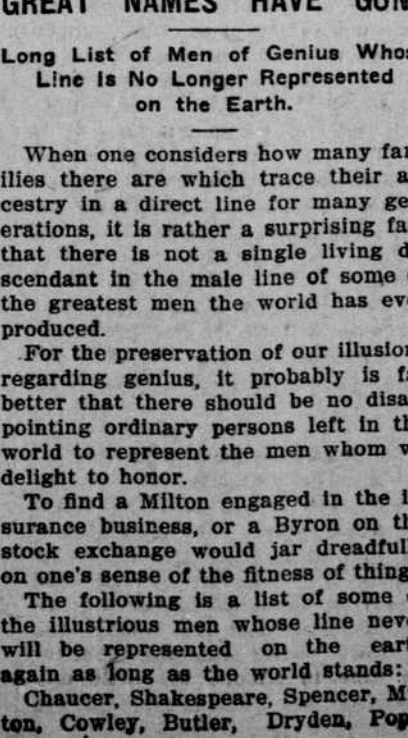 GREAT NAMES HAVE GON
Long List of Men of Genius Whos
Line Is No Longer Represented
on the Earth.
When one considers how many fam
ilies there are which trace their a
cestry in a direct line for many ge
erations, it is rather a surprising fa
that there is not a single living d
scendant in the male line of some
the greatest men the world has eve
produced.
For the preservation of our illusion
regarding genius, it probably is fa
better that there should be no disa
pointing ordinary persons left in th
world to represent the men whom w
delight to honor.
To find a Milton engaged in the i
surance business, or a Byron on th
stock exchange would jar dreadfull
on one's sense of the fitness of thing
The following is a list of some
the illustrious men whose line neve
will be represented on the eart
again as long as the world stands:
Chaucer, Shakespeare, Spencer, M
ton, Cowley, Butler, Dryden, Pop